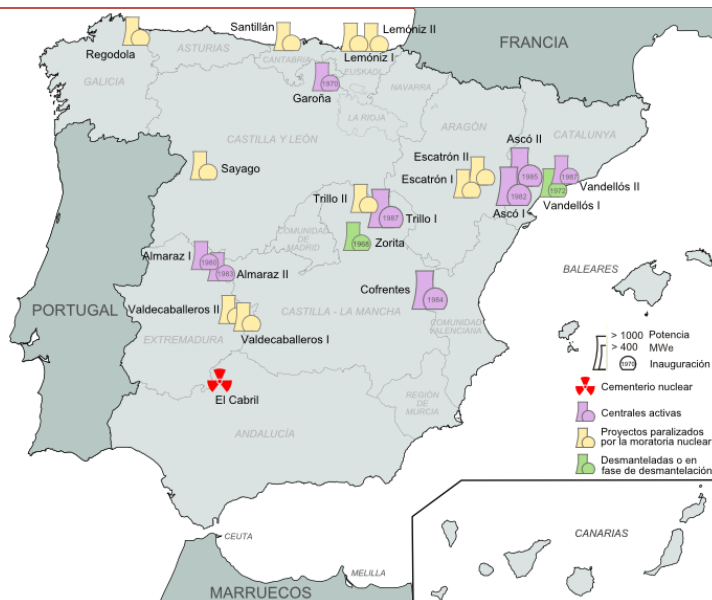 Santillán
Lemóniz II
Regodola
ASTURIAS
FRANCIA
CANTABRIA
Lemóniz I
EUSKADI
GALICIA
1970
NAVARRA
Garoña
LA RIOJA
ARAGÓN
Ascó II
CATALUNYA
CASTILLA Y LEÓN
Escatrón II
Sayago
Escatrón I
1985
1987
Vandellós II
1982
1972
Trillo II
Ascó I
Vandellós I
1987
Trillo I
COMUNIDAD
DE
MADRID
1968
Zorita
Almaraz I
1980
1983
Almaraz II
BALEARES
Cofrentes
1984
PORTUGAL
Valdecaballeros II
CASTILLA - LA MANCHA
COMUNIDAD
VALENCIANA
EXTREMADURA
Valdecaballeros I
> 1000 Potencia
> 400 MWe
1970 Inauguración
El Cabril
Cementerio nuclear
REGIÓN
DE
MURCIA
Centrales activas
ANDALUCÍA
Proyectos paralizados
por la moratoria nuclear
Desmanteladas o en
fase de desmantelación
CEUTA
CANARIAS
MELILLA
MARRUECOS